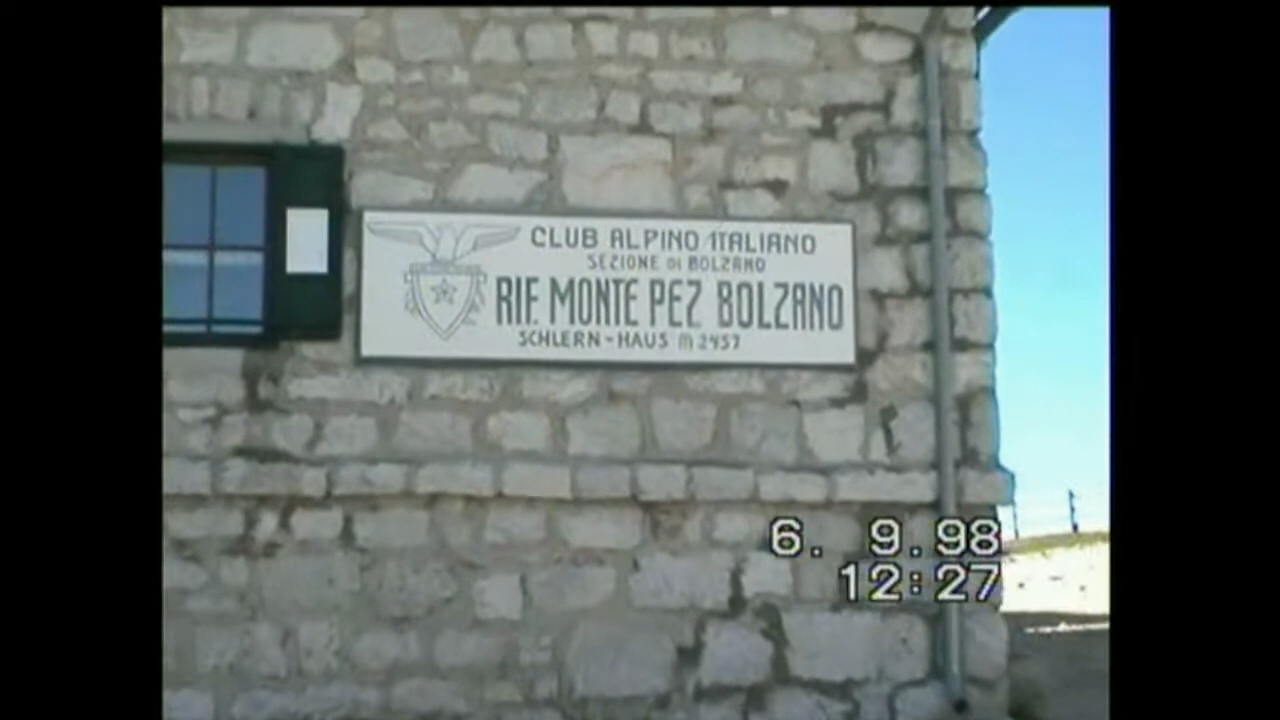 CLUB ALPINO ITALIANO
SEZIONE DI BOLZANO
RIF. MONTE PEZ BOLZANO
SCHLERN-HAUS m 2457
6. 9.98
12:27